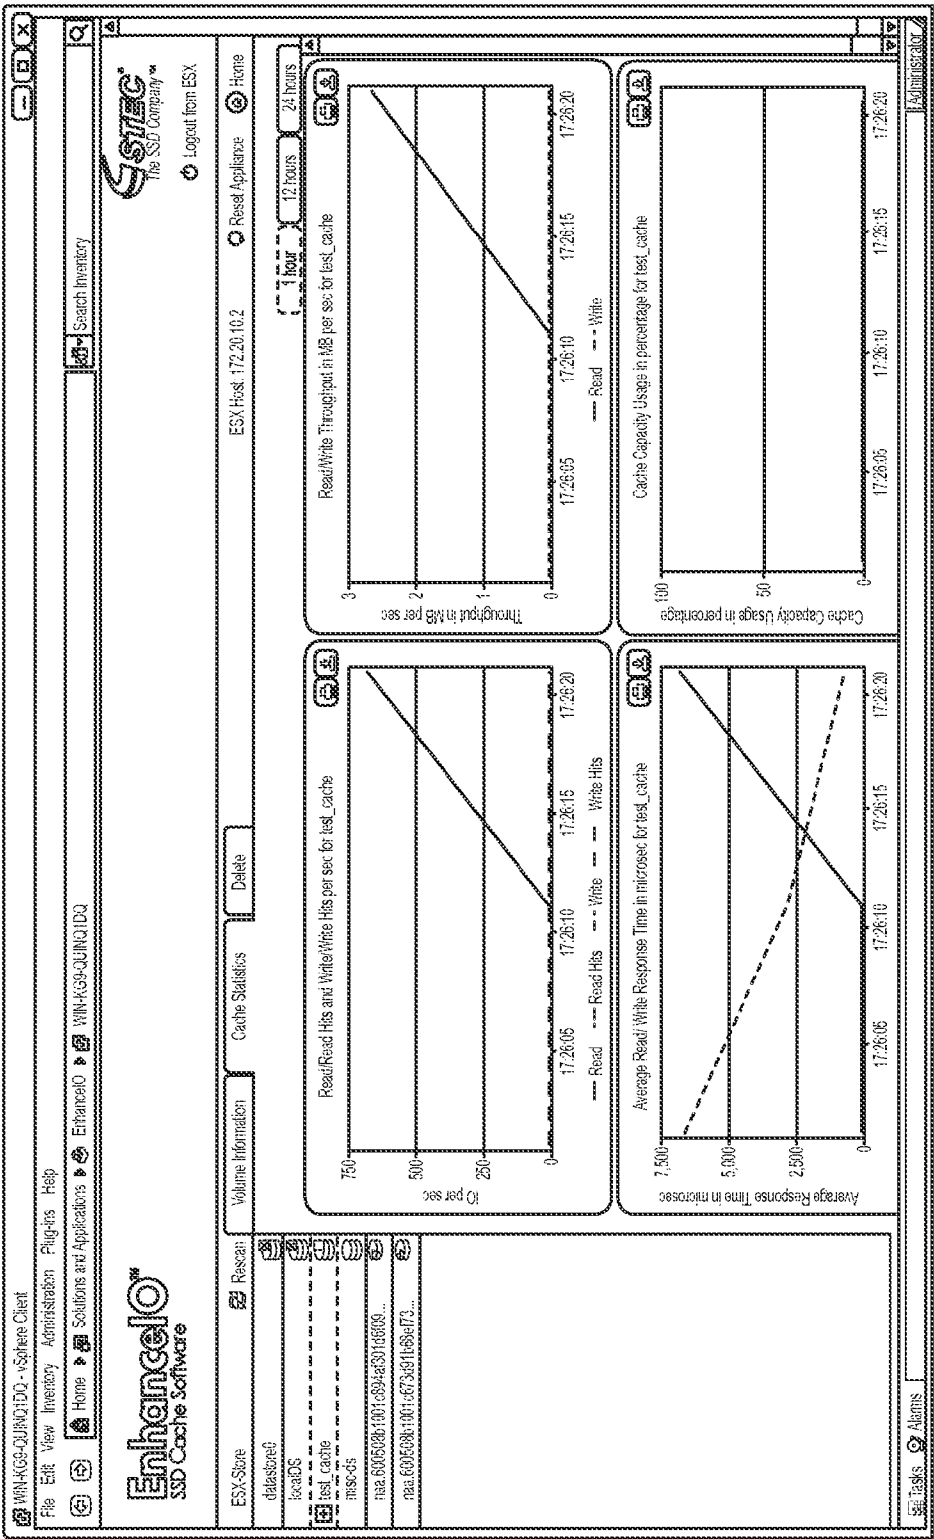 WIN-KG9-QUINQ1DQ - vSphere Client
File Edit View Inventory Administration Plug-ins Help
Home Solutions and Applications EnhanceIO WIN-KG9-QUINQ1DQ
Search Inventory
EnhanceIO SM
SSD Cache Software
STEC
The SSD Company™
Logout from ESX
ESX-Store Rescan
Volume Information Cache Statistics Delete
ESX Host: 172.20.10.2 Reset Appliance Home
datastore0
localDS
test_cache
misc-ds
1 hour 12 hours 24 hours
Read/Read Hits and Write/Write Hits per sec for test_cache
IO per sec
750
500
250
0
17:26:05 17:26:10 17:26:15 17:26:20
Read Read Hits Write Write Hits
Read/Write Throughput in MB per sec for test_cache
Throughput in MB per sec
3
2
1
0
17:26:05 17:26:10 17:26:15 17:26:20
Read Write
Average Read/ Write Response Time in microsec for test_cache
Average Response Time in microsec
7,500
5,000
2,500
0
17:26:05 17:26:10 17:26:15 17:26:20
Cache Capacity Usage in percentage for test_cache
Cache Capacity Usage in percentage
100
50
0
17:26:05 17:26:10 17:26:15 17:26:20
Tasks Alarms
Administrator